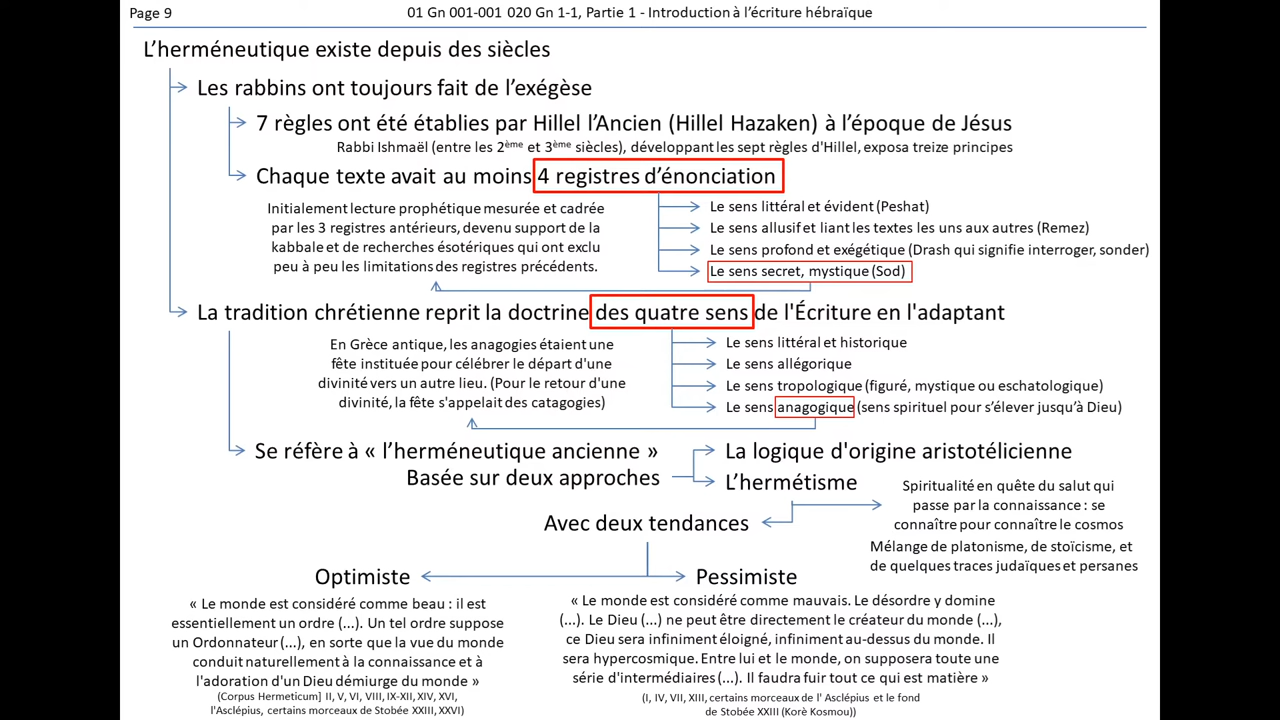 Page 9
01 Gn 001-001 020 Gn 1-1, Partie 1 - Introduction à l’écriture hébraïque
L’herméneutique existe depuis des siècles
Les rabbins ont toujours fait de l’exégèse
7 règles ont été établies par Hillel l’Ancien (Hillel Hazaken) à l’époque de Jésus
Rabbi Ishmaël (entre les 2ème et 3ème siècles), développant les sept règles d'Hillel, exposa treize principes
Chaque texte avait au moins 4 registres d’énonciation
Initialement lecture prophétique mesurée et cadrée
par les 3 registres antérieurs, devenu support de la
kabbale et de recherches ésotériques qui ont exclu
peu à peu les limitations des registres précédents.
Le sens littéral et évident (Peshat)
Le sens allusif et liant les textes les uns aux autres (Remez)
Le sens profond et exégétique (Drash qui signifie interroger, sonder)
Le sens secret, mystique (Sod)
La tradition chrétienne reprit la doctrine des quatre sens de l'Écriture en l'adaptant
En Grèce antique, les anagogies étaient une
fête instituée pour célébrer le départ d'une
divinité vers un autre lieu. (Pour le retour d'une
divinité, la fête s'appelait des catagogies)
Le sens littéral et historique
Le sens allégorique
Le sens tropologique (figuré, mystique ou eschatologique)
Le sens anagogique (sens spirituel pour s’élever jusqu’à Dieu)
Se réfère à « l’herméneutique ancienne »
Basée sur deux approches
La logique d'origine aristotélicienne
L’hermétisme
Spiritualité en quête du salut qui
passe par la connaissance : se
connaître pour connaître le cosmos
Mélange de platonisme, de stoïcisme, et
de quelques traces judaïques et persanes
Avec deux tendances
Optimiste
« Le monde est considéré comme beau : il est
essentiellement un ordre (...). Un tel ordre suppose
un Ordonnateur (...), en sorte que la vue du monde
conduit naturellement à la connaissance et à
l'adoration d'un Dieu démiurge du monde »
(Corpus Hermeticum] II, V, VI, VIII, IX-XII, XIV, XVI,
l'Asclépius, certains morceaux de Stobée XXIII, XXVI)
Pessimiste
« Le monde est considéré comme mauvais. Le désordre y domine
(...). Le Dieu (...) ne peut être directement le créateur du monde (...),
ce Dieu sera infiniment éloigné, infiniment au-dessus du monde. Il
sera hypercosmique. Entre lui et le monde, on supposera toute une
série d'intermédiaires (...). Il faudra fuir tout ce qui est matière »
(I, IV, VII, XIII, certains morceaux de l' Asclépius et le fond
de Stobée XXIII (Korè Kosmou))